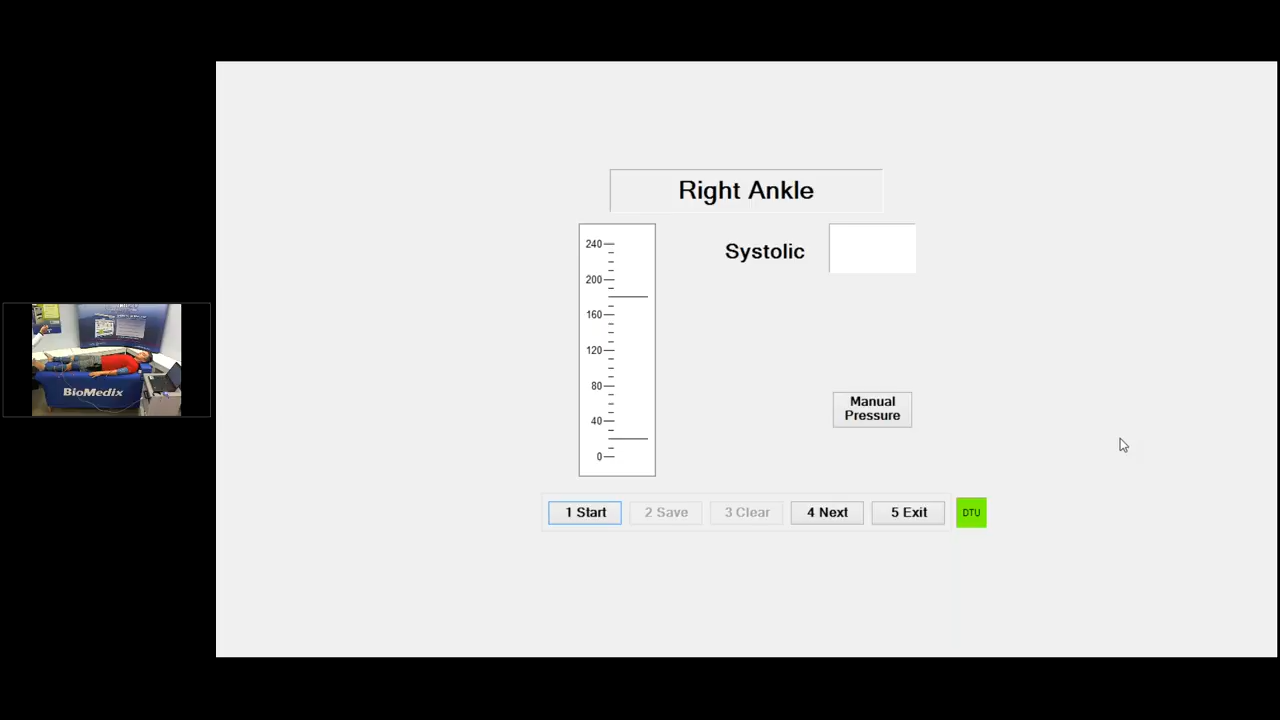 Right Ankle
Systolic
240
200
160
120
80
40
0
Manual
Pressure
1 Start
2 Save
3 Clear
4 Next
5 Exit
DTU
BioMedix